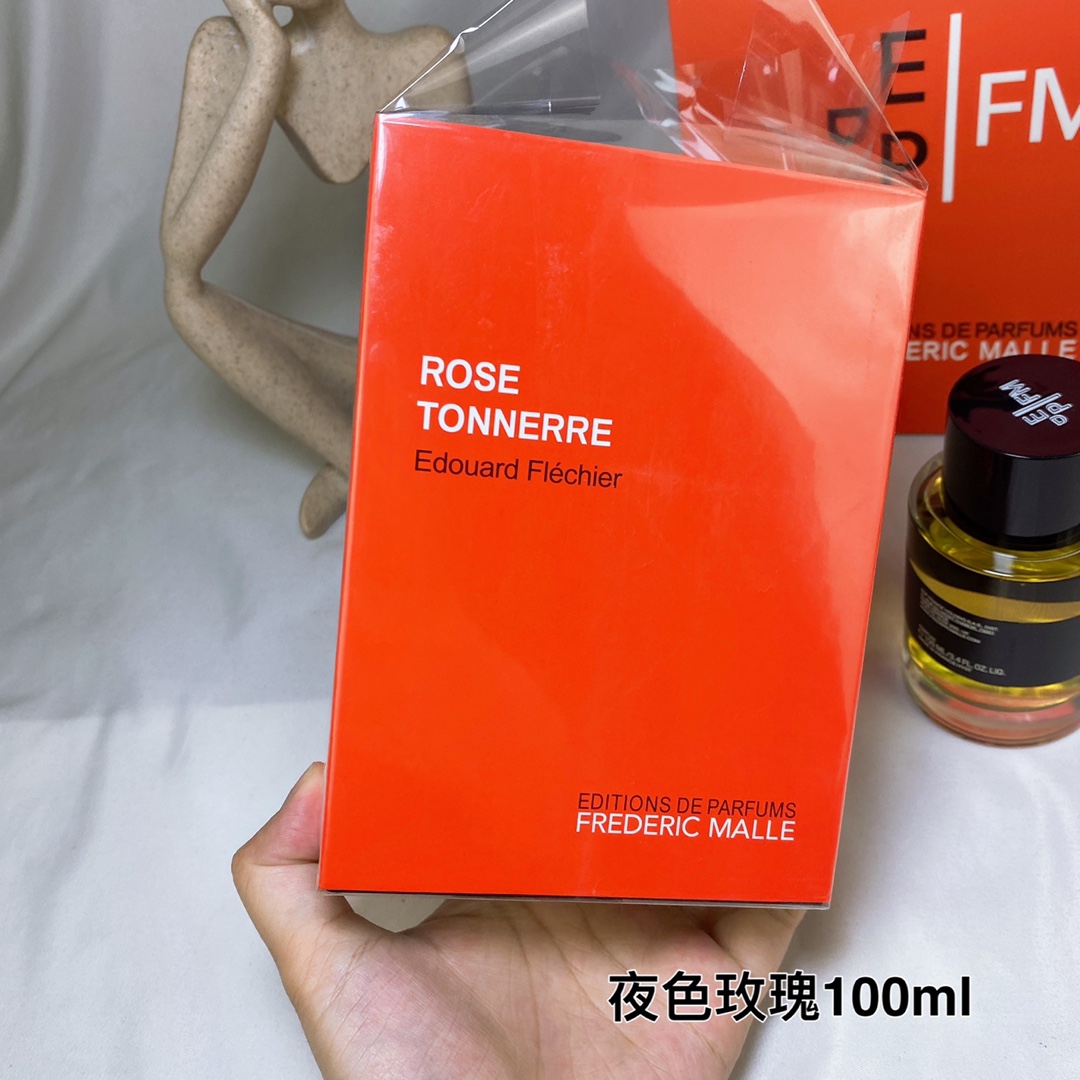 E
P
D
FM
NS DE PARFUMS
ERIC MALLE
ROSE
TONNERRE
Edouard Fléchier
EDITIONS DE PARFUMS
FREDERIC MALLE
夜色玫瑰100ml